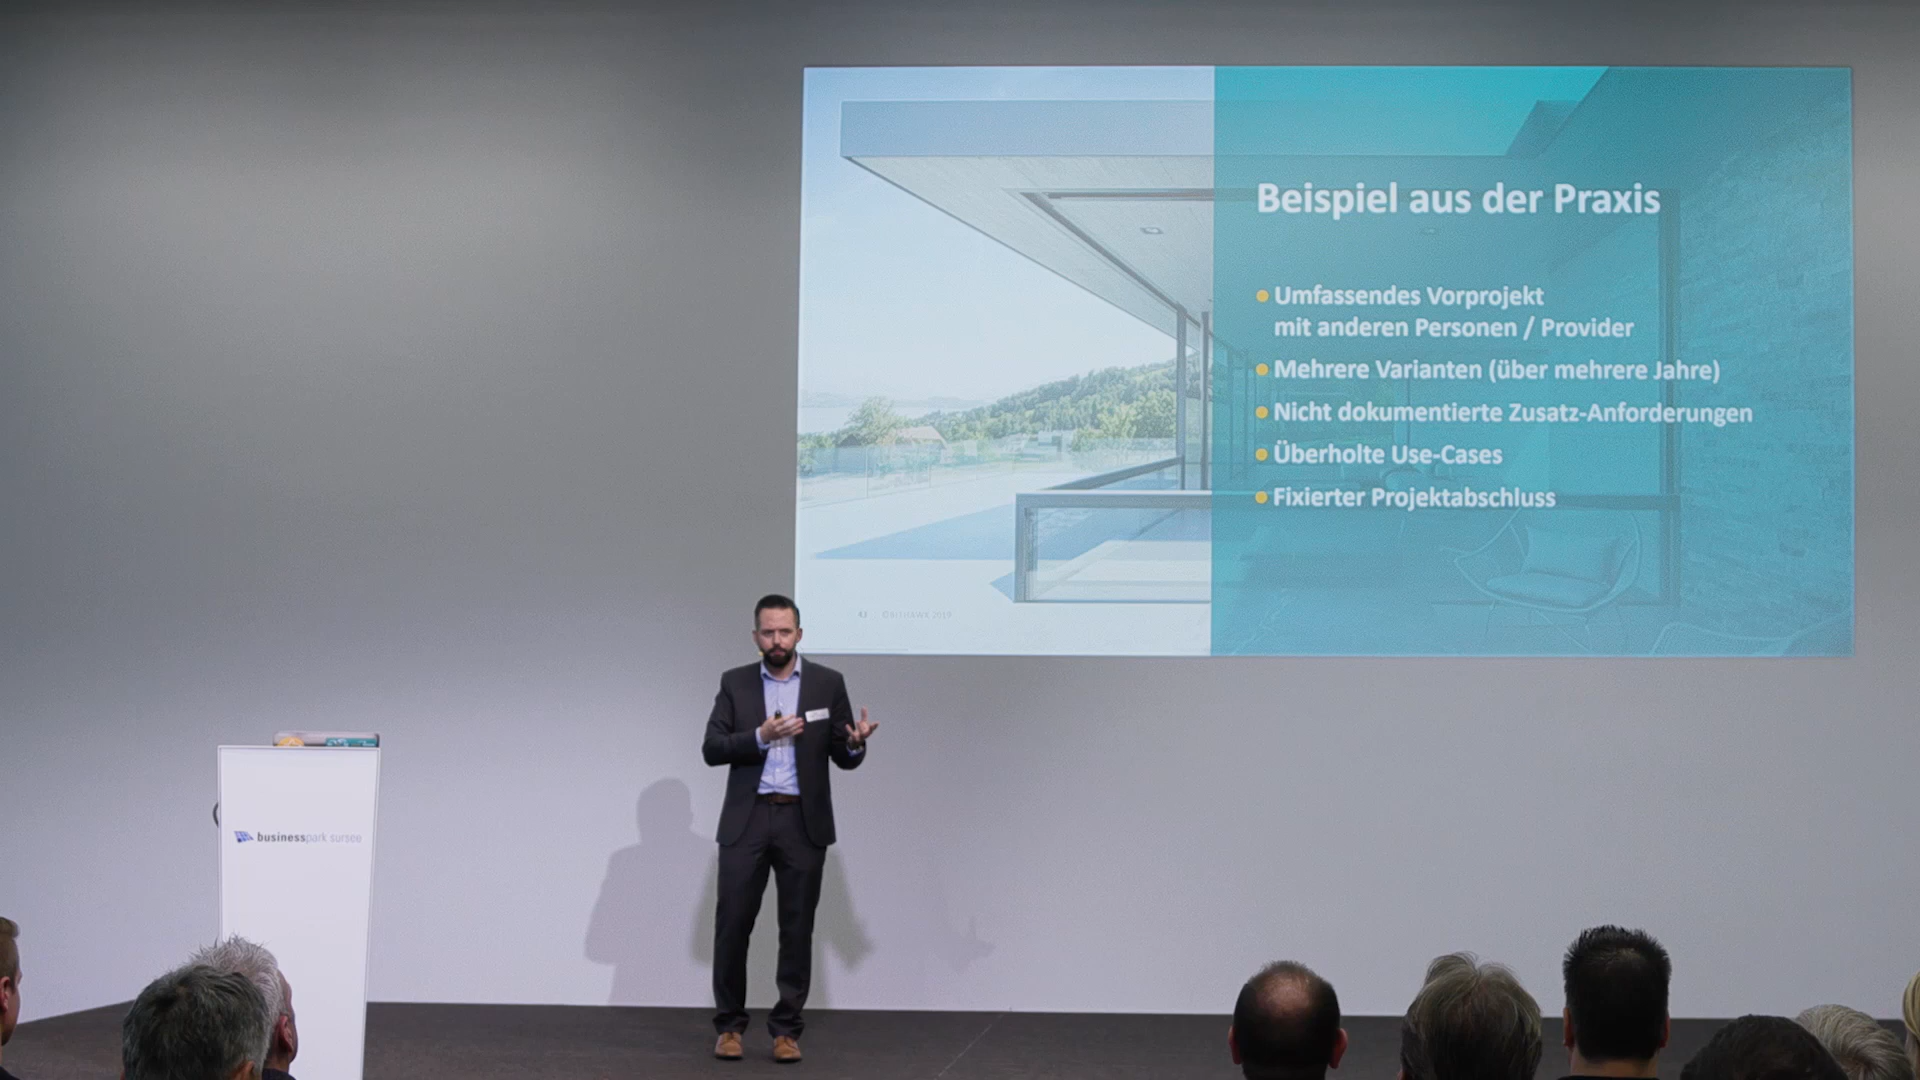 Beispiel aus der Praxis
Umfassendes Vorprojekt
mit anderen Personen / Provider
Mehrere Varianten (über mehrere Jahre)
Nicht dokumentierte Zusatz-Anforderungen
Überholte Use-Cases
Fixierter Projektabschluss
businesspark sursee